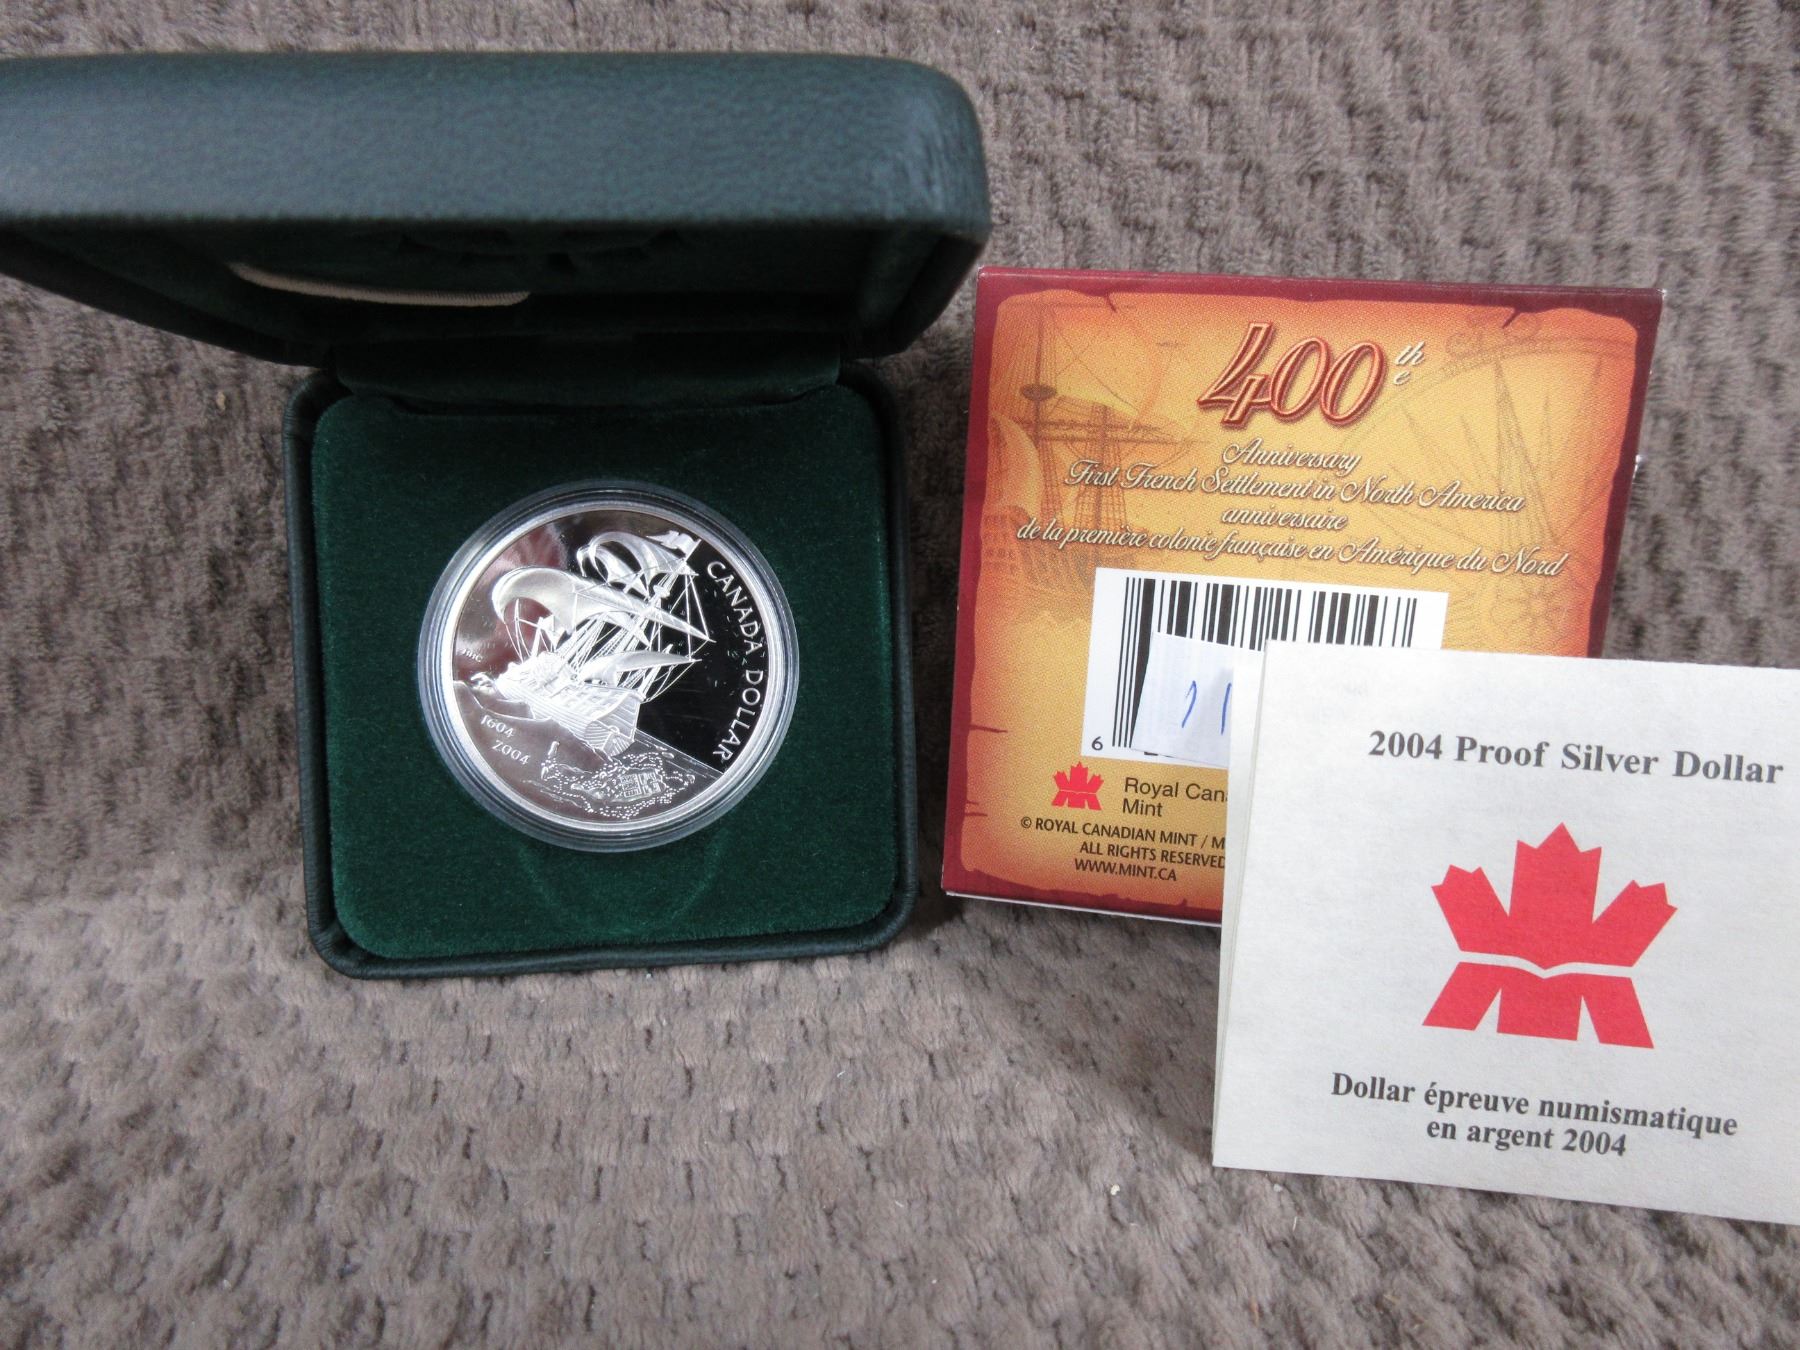 CANADA DOLLAR
1604
2004
400th
e
Anniversary
First French Settlement in North America
anniversaire
de la première colonie française en Amérique du Nord
6
Royal Can
Mint
© ROYAL CANADIAN MINT / M
ALL RIGHTS RESERVED
WWW.MINT.CA
2004 Proof Silver Dollar
Dollar épreuve numismatique
en argent 2004